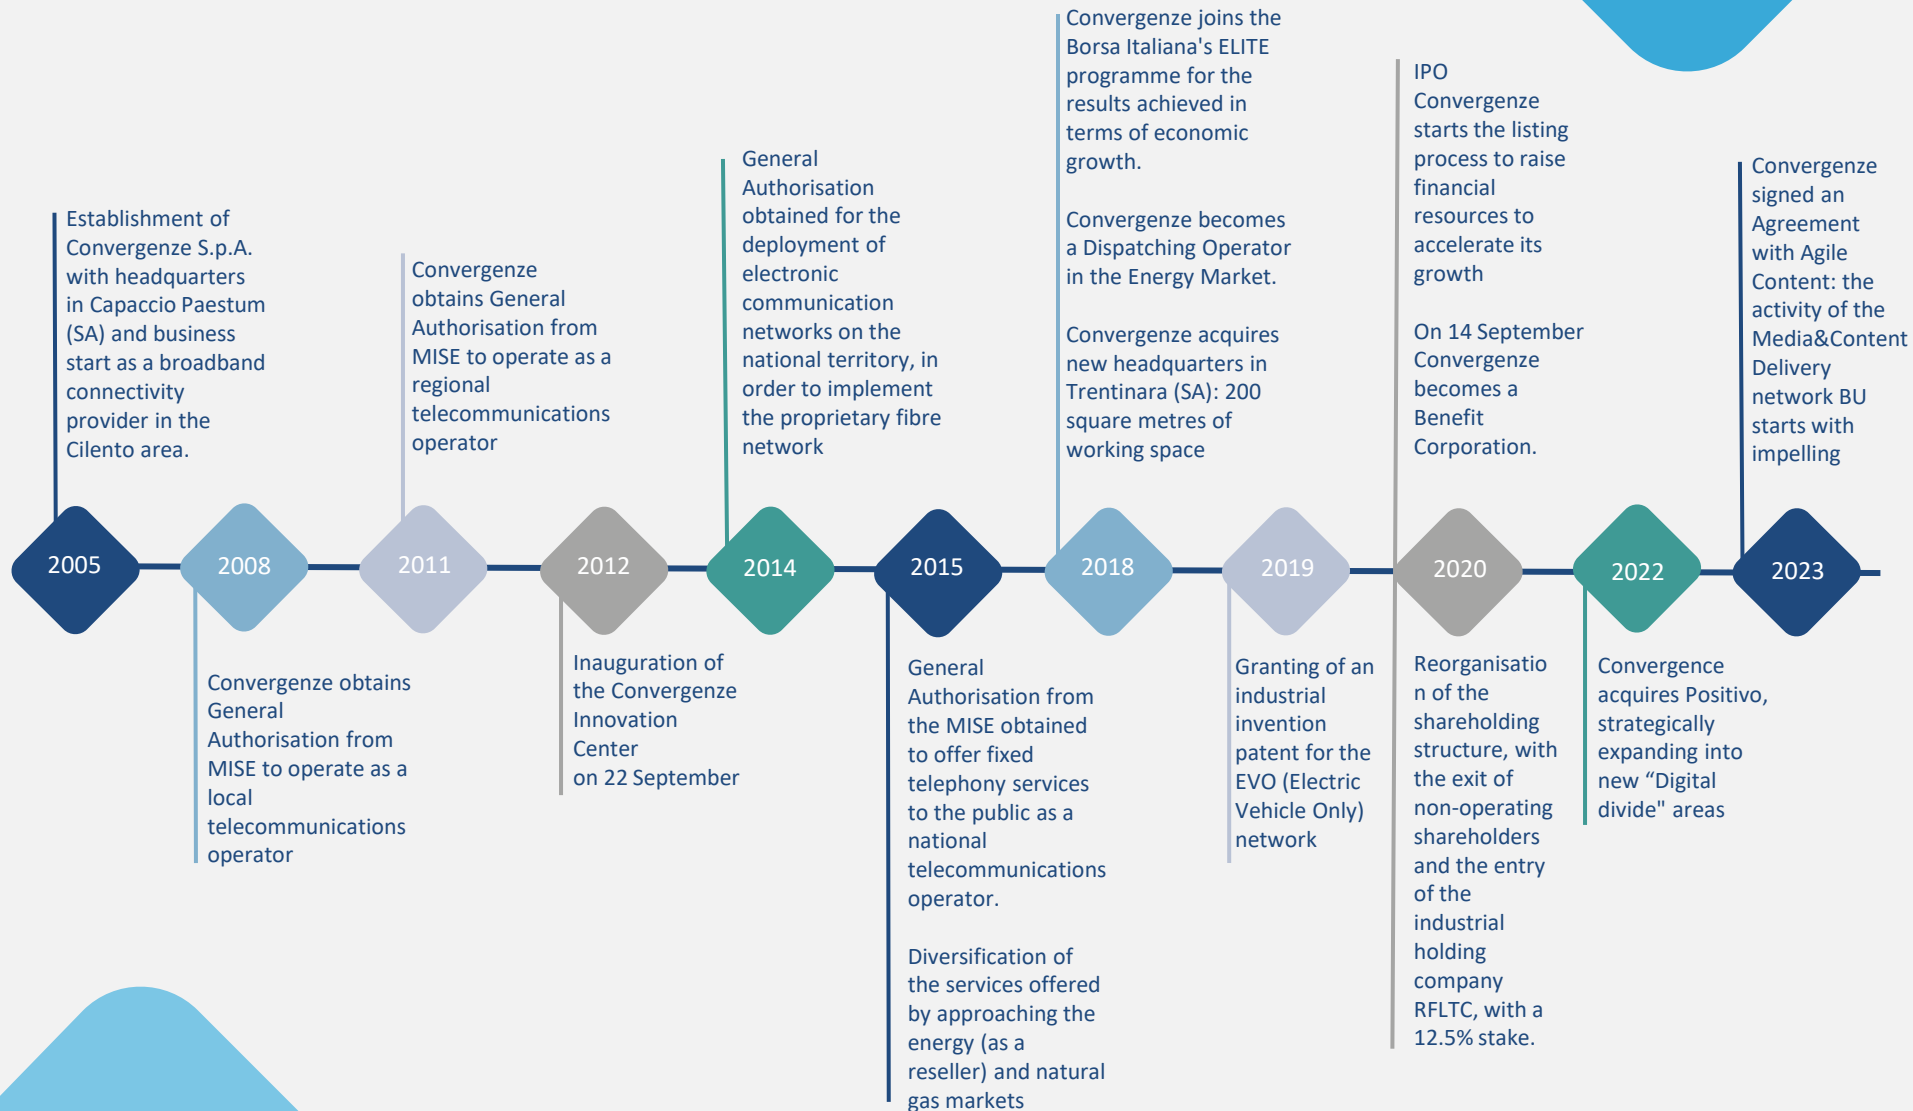 Establishment of
Convergenze S.p.A.
with headquarters
in Capaccio Paestum
(SA) and business
start as a broadband
connectivity
provider in the
Cilento area.
Convergenze
obtains General
Authorisation from
MISE to operate as a
regional
telecommunications
operator
General
Authorisation
obtained for the
deployment of
electronic
communication
networks on the
national territory, in
order to implement
the proprietary fibre
network
Convergenze joins the
Borsa Italiana's ELITE
programme for the
results achieved in
terms of economic
growth.
Convergenze becomes
a Dispatching Operator
in the Energy Market.
Convergenze acquires
new headquarters in
Trentinara (SA): 200
square metres of
working space
IPO
Convergenze
starts the listing
process to raise
financial
resources to
accelerate its
growth
On 14 September
Convergenze
becomes a
Benefit
Corporation.
Convergenze
signed an
Agreement
with Agile
Content: the
activity of the
Media&Content
Delivery
network BU
starts with
impelling
2005
2008
2011
2012
2014
2015
2018
2019
2020
2022
2023
Convergenze obtains
General
Authorisation from
MISE to operate as a
local
telecommunications
operator
Inauguration of
the Convergenze
Innovation
Center
on 22 September
General
Authorisation from
the MISE obtained
to offer fixed
telephony services
to the public as a
national
telecommunications
operator.
Diversification of
the services offered
by approaching the
energy (as a
reseller) and natural
gas markets
Granting of an
industrial
invention
patent for the
EVO (Electric
Vehicle Only)
network
Reorganisatio
n of the
shareholding
structure, with
the exit of
non-operating
shareholders
and the entry
of the
industrial
holding
company
RFLTC, with a
12.5% stake.
Convergence
acquires Positivo,
strategically
expanding into
new “Digital
divide" areas